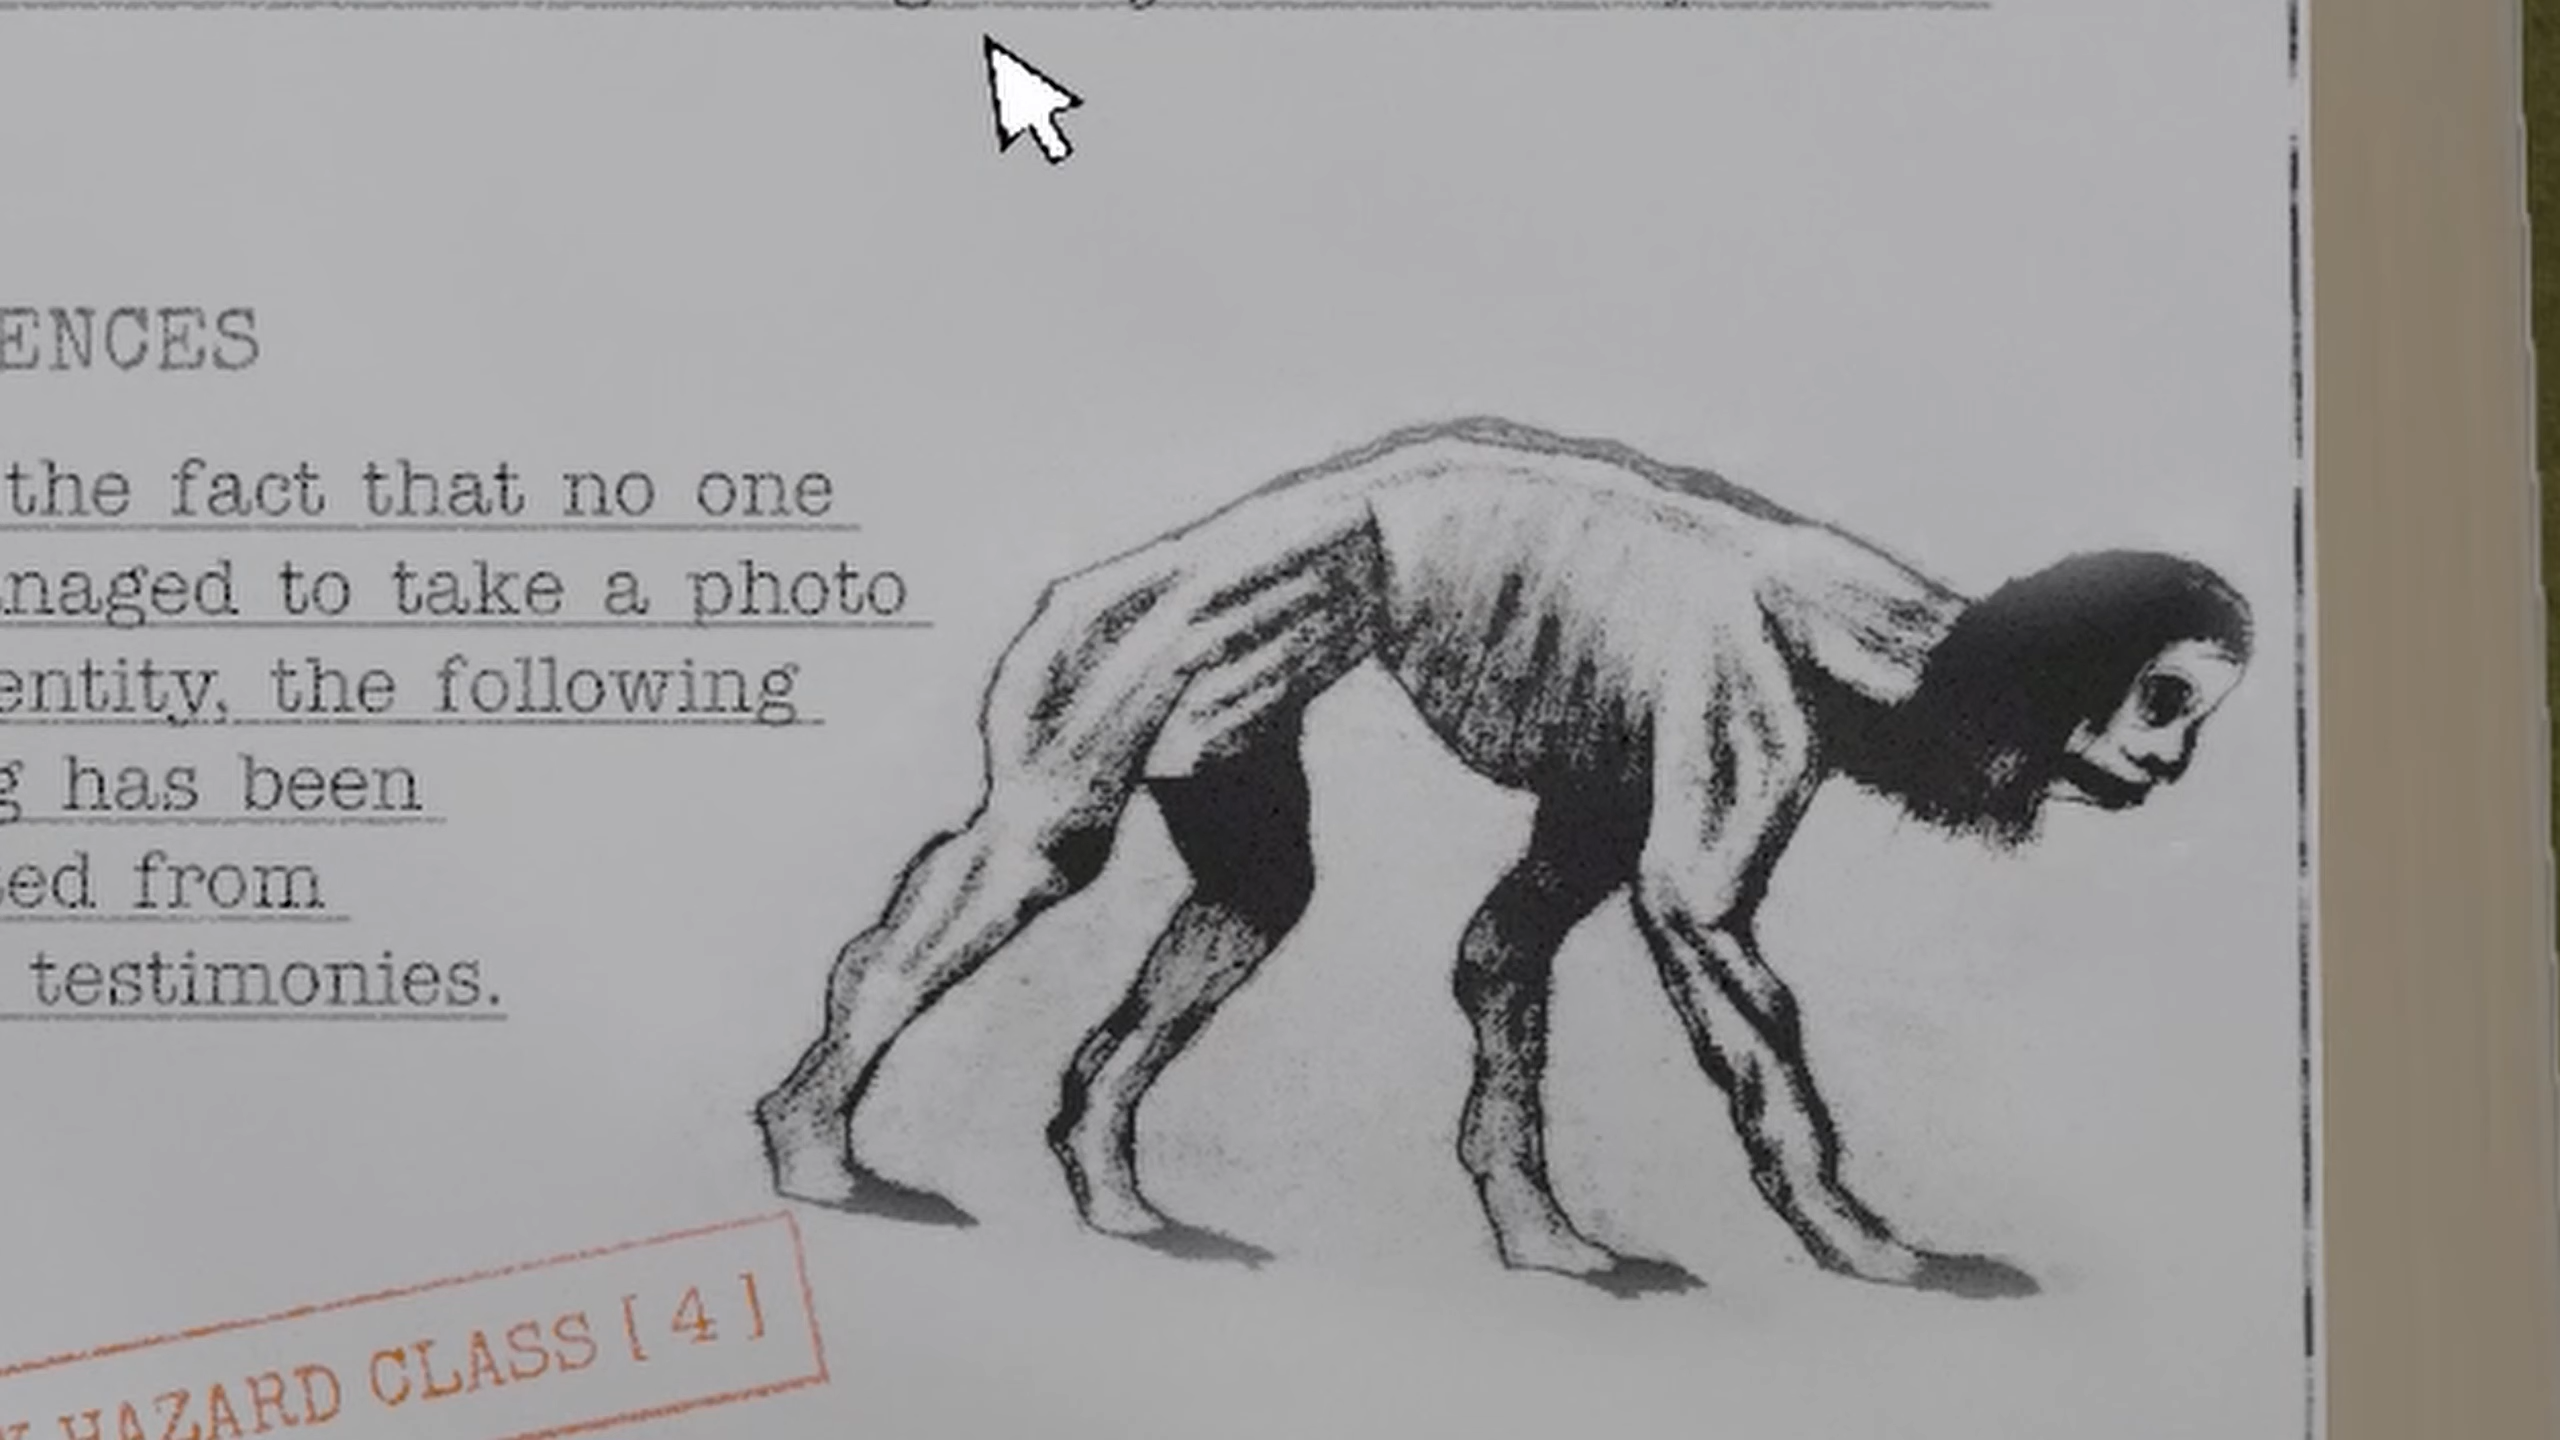 ENCES
the fact that no one
naged to take a photo
entity, the following
g has been
ed from
testimonies.
HAZARD CLASS [ 4 ]